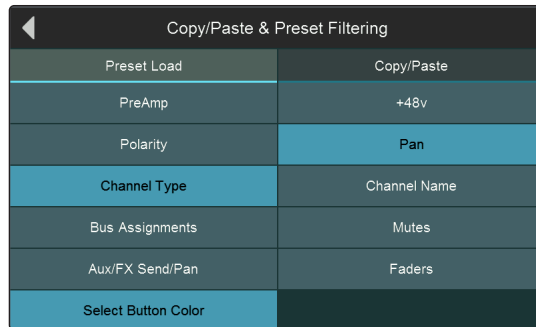 Copy/Paste & Preset Filtering
Preset Load Copy/Paste
PreAmp +48v
Polarity Pan
Channel Type Channel Name
Bus Assignments Mutes
Aux/FX Send/Pan Faders
Select Button Color